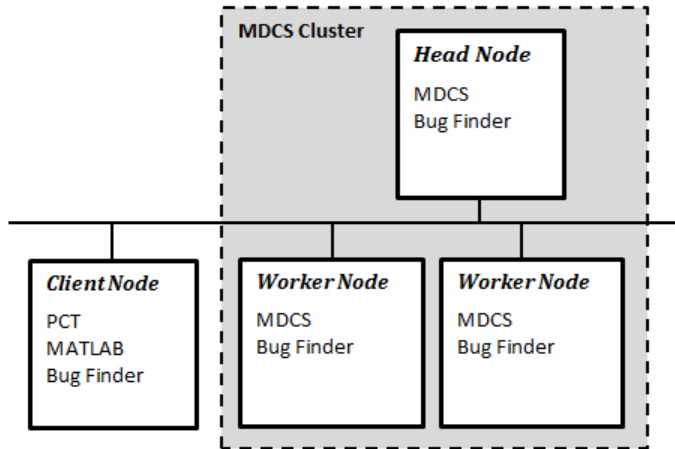 MDCS Cluster
Head Node
MDCS
Bug Finder
Client Node
PCT
MATLAB
Bug Finder
Worker Node
MDCS
Bug Finder
Worker Node
MDCS
Bug Finder